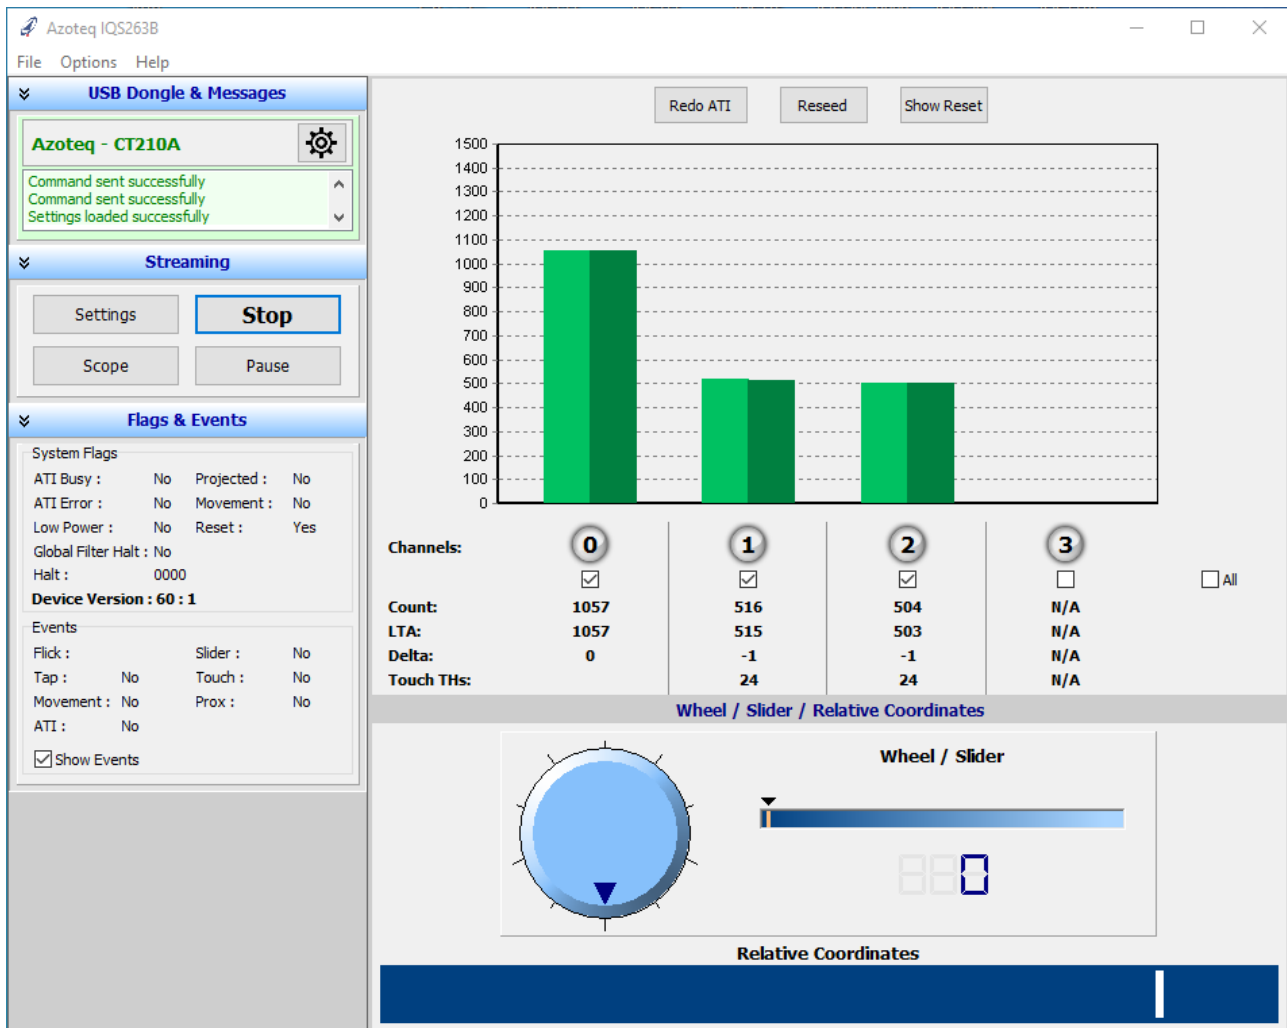 Azoteq IQS263B
File Options Help
USB Dongle & Messages
Azoteq - CT210A
Command sent successfully
Command sent successfully
Settings loaded successfully
Streaming
Settings Stop
Scope Pause
Flags & Events
System Flags
ATI Busy : No Projected : No
ATI Error : No Movement : No
Low Power : No Reset : Yes
Global Filter Halt : No
Halt : 0000
Device Version : 60 : 1
Events
Flick : Slider : No
Tap : No Touch : No
Movement : No Prox : No
ATI : No
Show Events
Redo ATI Reseed Show Reset
1500
1400
1300
1200
1100
1000
900
800
700
600
500
400
300
200
100
0
Channels: 0 1 2 3
All
Count: 1057 516 504 N/A
LTA: 1057 515 503 N/A
Delta: 0 -1 -1 N/A
Touch THs: 24 24 N/A
Wheel / Slider / Relative Coordinates
Wheel / Slider
0
Relative Coordinates